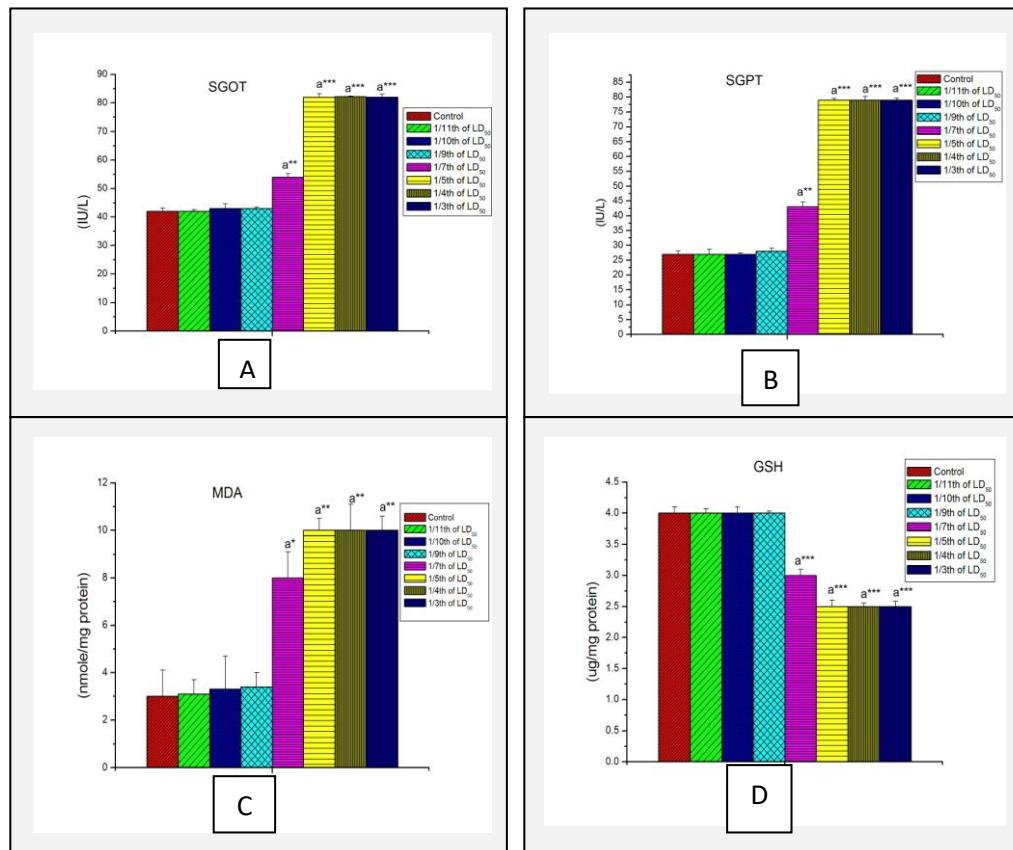 SGOT
90
80
70
60
50
40
30
20
10
0
(IU/L)
a**
a***
a***
a***
Control
1/11th of LD50
1/10th of LD50
1/9th of LD50
1/7th of LD50
1/5th of LD50
1/4th of LD50
1/3th of LD50
A
SGPT
85
80
75
70
65
60
55
50
45
40
35
30
25
20
15
10
5
0
(IU/L)
a**
a***
a***
a***
Control
1/11th of LD50
1/10th of LD50
1/9th of LD50
1/7th of LD50
1/5th of LD50
1/4th of LD50
1/3th of LD50
B
MDA
12
10
8
6
4
2
0
(nmole/mg protein)
a*
a**
a**
a**
Control
1/11th of LD50
1/10th of LD50
1/9th of LD50
1/7th of LD50
1/5th of LD50
1/4th of LD50
1/3th of LD50
C
GSH
4.5
4.0
3.5
3.0
2.5
2.0
1.5
1.0
0.5
0.0
(ug/mg protein)
a***
a***
a***
a***
Control
1/11th of LD50
1/10th of LD50
1/9th of LD50
1/7th of LD50
1/5th of LD50
1/4th of LD50
1/3th of LD50
D